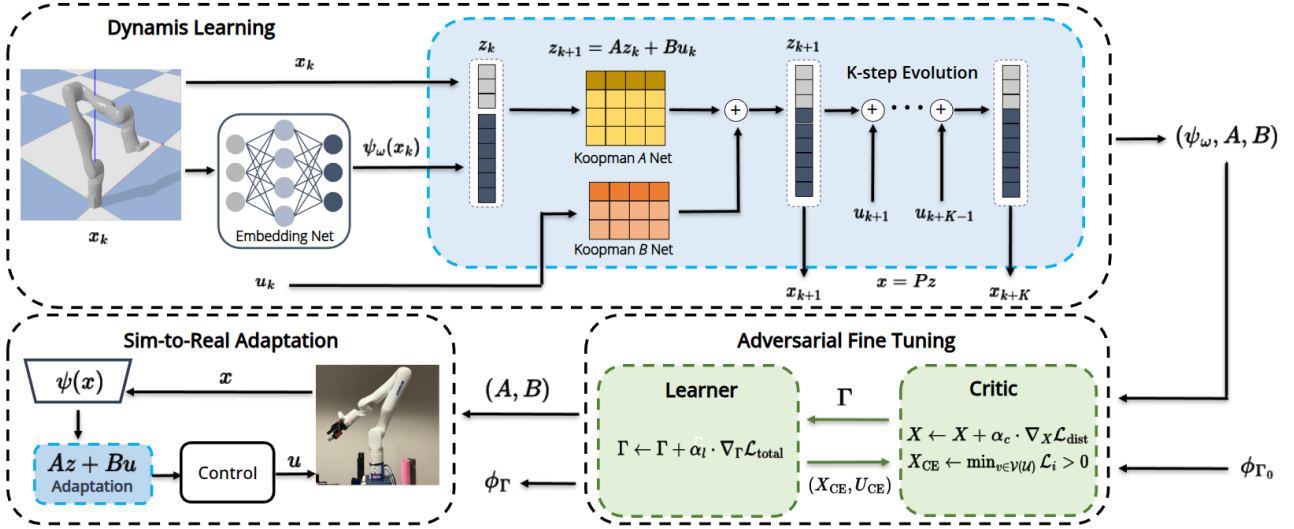 Dynamis Learning
x_k
x_k
ψ_ω(x_k)
Embedding Net
u_k
z_k
z_{k+1} = Az_k + Bu_k
z_{k+1}
K-step Evolution
+
+
• • •
+
Koopman A Net
Koopman B Net
u_{k+1}
u_{k+K-1}
x_{k+1}
x = Pz
x_{k+K}
(ψ_ω, A, B)
Sim-to-Real Adaptation
ψ(x)
x
Az + Bu
Adaptation
Control
u
(A, B)
ϕ_Γ
Adversarial Fine Tuning
Learner
Γ ← Γ + α_l · ∇_Γ L_total
Γ
(X_CE, U_CE)
Critic
X ← X + α_c · ∇_X L_dist
X_CE ← min_{v∈V(U)} L_i > 0
ϕ_{Γ_0}